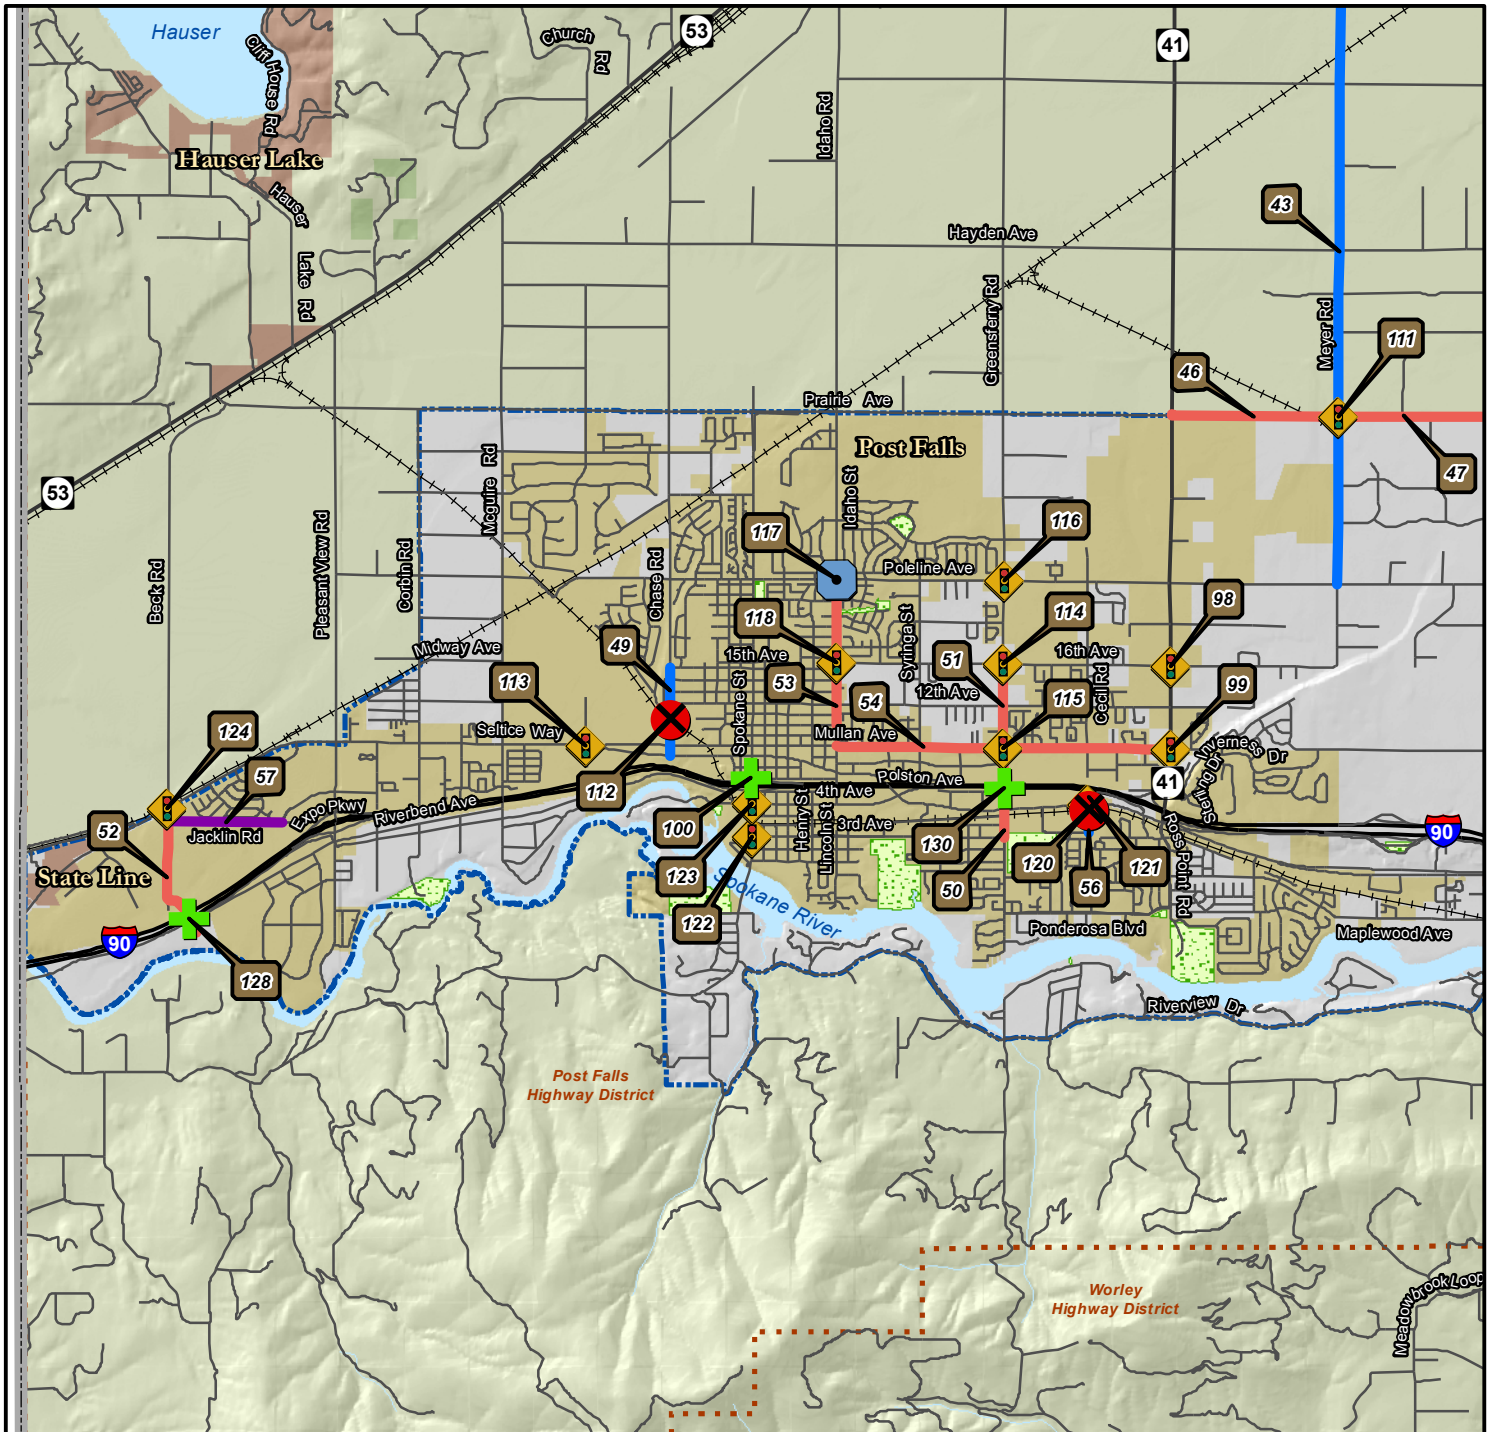 Hauser
Cliff House Rd
Church Rd
53
41
Idaho Rd
Hauser Lake
Hauser Lake Rd
43
Hayden Ave
Greensferry Rd
Meyer Rd
111
46
Prairie Ave
Post Falls
47
53
Mcguire Rd
Idaho St
117
116
Pleasant View Rd
Corbin Rd
Beck Rd
Chase Rd
Poleline Ave
98
118
114
Syringa St
49
Midway Ave
15th Ave
51
16th Ave
113
53
54
12th Ave
115
Cecil Rd
99
Spokane St
124
Seltice Way
Mullan Ave
Inverness Dr
57
Polston Ave
41
112
4th Ave
Expo Pkwy
Riverbend Ave
Henry St
Lincoln St
3rd Ave
52
Jacklin Rd
100
130
90
Ross Point Rd
120
121
State Line
123
50
56
Spokane River
122
Ponderosa Blvd
Maplewood Ave
90
128
Riverview Dr
Post Falls
Highway District
Worley
Highway District
Meadowbrook Loop